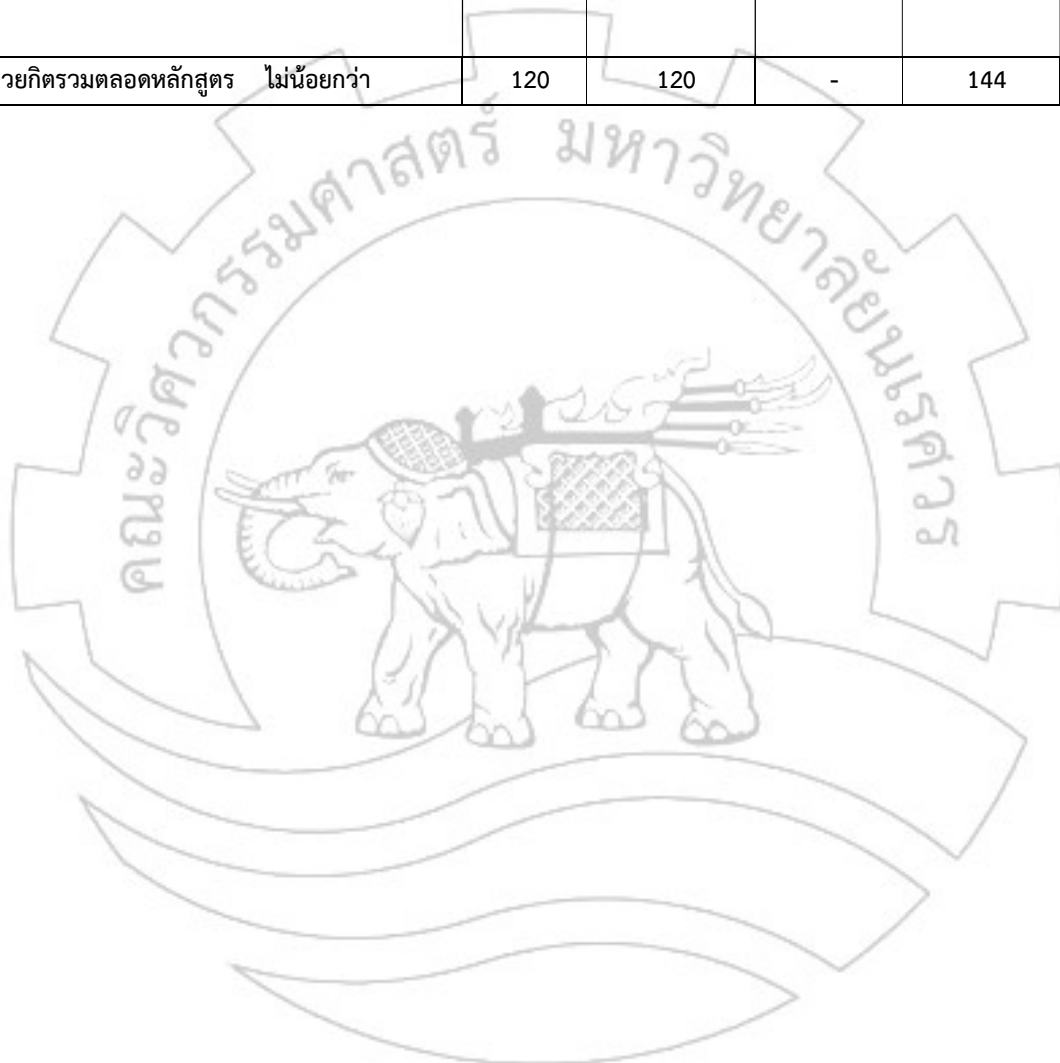 วยกิตรวมตลอดหลักสูตร ไม่น้อยกว่า 120 120 - 144
คณะวิศวกรรมศาสตร์ มหาวิทยาลัยนเรศวร